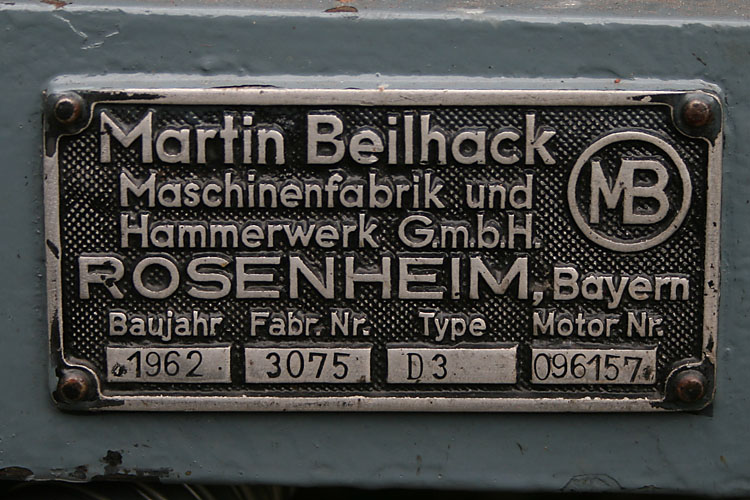 Martin Beilhack
Maschinenfabrik und
Hammerwerk G.m.b.H.
MB
ROSENHEIM, Bayern
Baujahr Fabr. Nr. Type Motor Nr.
1962 3075 D3 096157